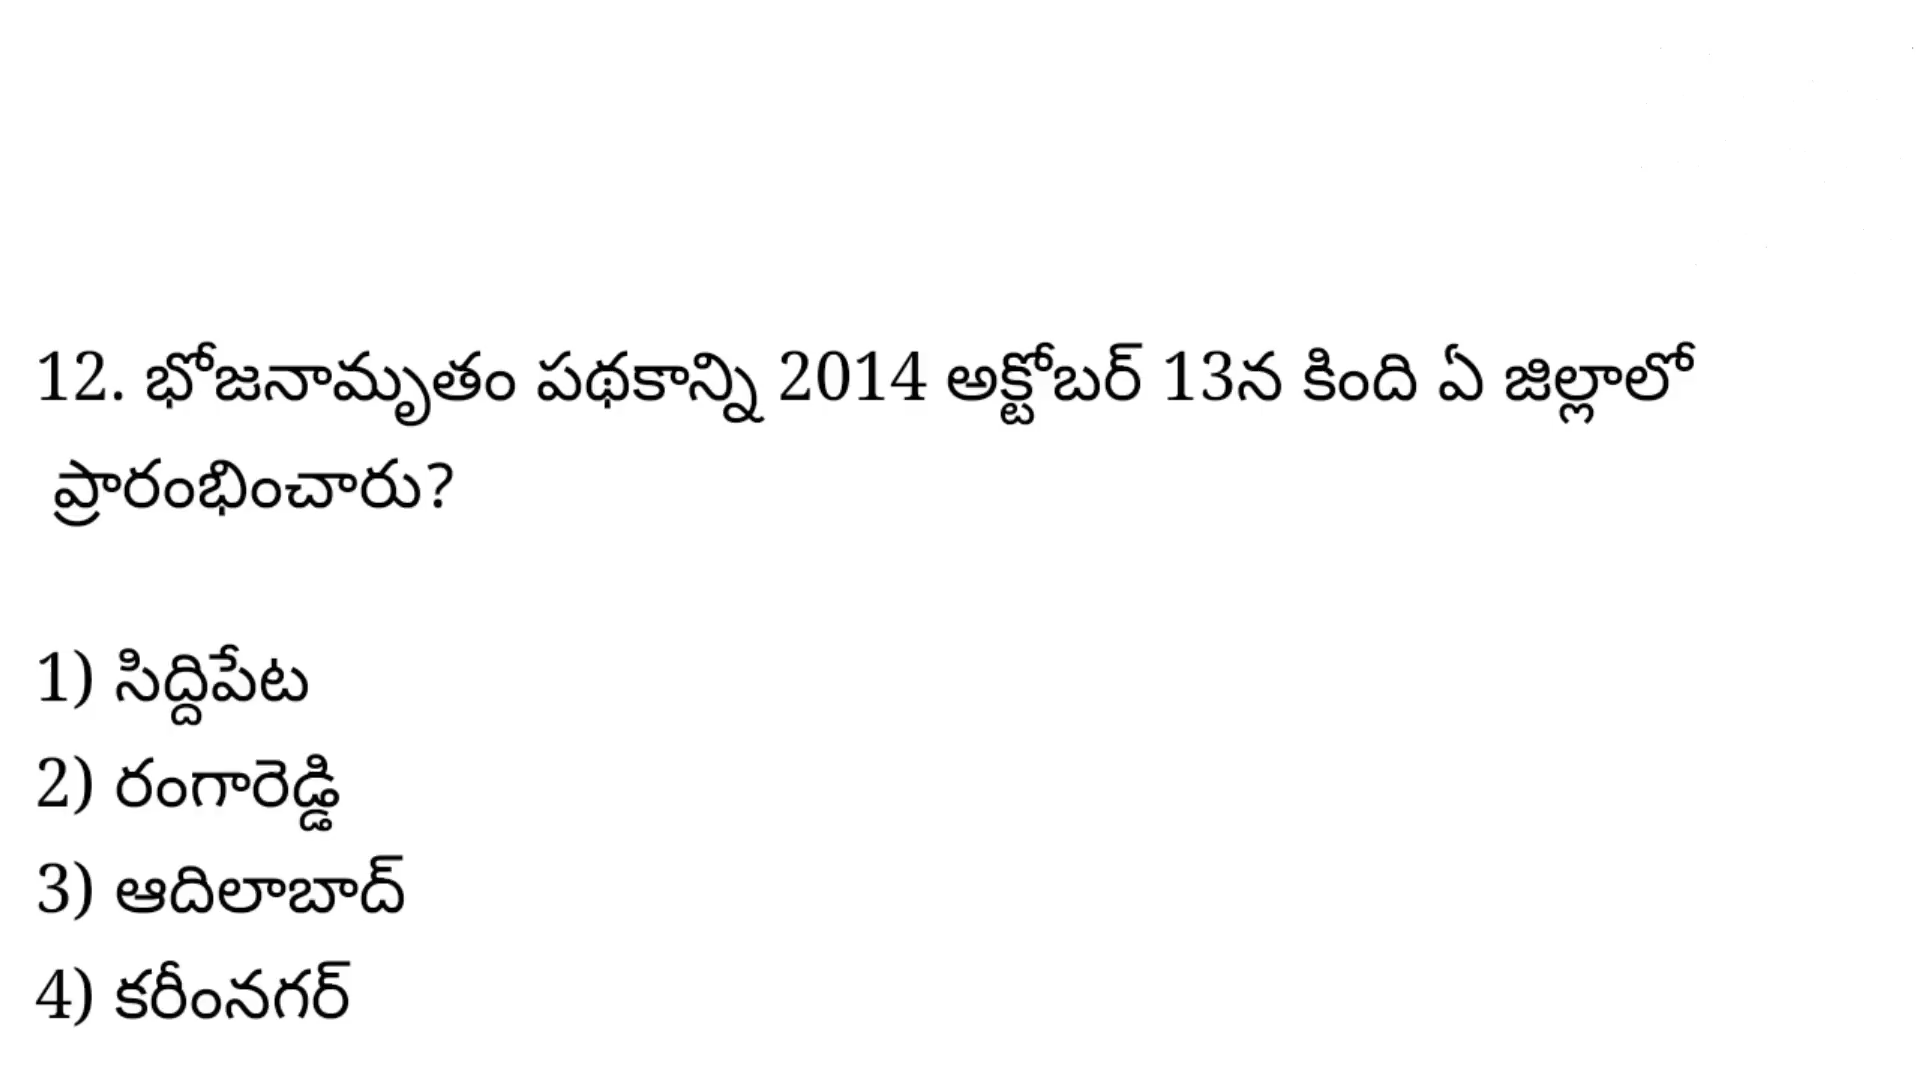 12. భోజనామృతం పథకాన్ని 2014 అక్టోబర్ 13న కింది ఏ జిల్లాలో
ప్రారంభించారు?
1) సిద్దిపేట
2) రంగారెడ్డి
3) ఆదిలాబాద్
4) కరీంనగర్